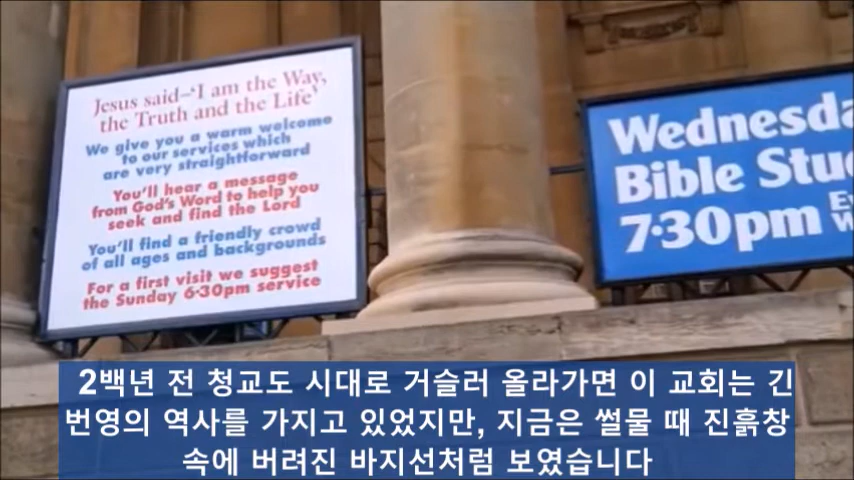 Jesus said–‘I am the Way,
the Truth and the Life’
We give you a warm welcome
to our services which
are very straightforward
You'll hear a message
from God's Word to help you
seek and find the Lord
You'll find a friendly crowd
of all ages and backgrounds
For a first visit we suggest
the Sunday 6·30pm service
Wednesda
Bible Stu
7·30pm
2백년 전 청교도 시대로 거슬러 올라가면 이 교회는 긴
번영의 역사를 가지고 있었지만, 지금은 썰물 때 진흙창
속에 버려진 바지선처럼 보였습니다